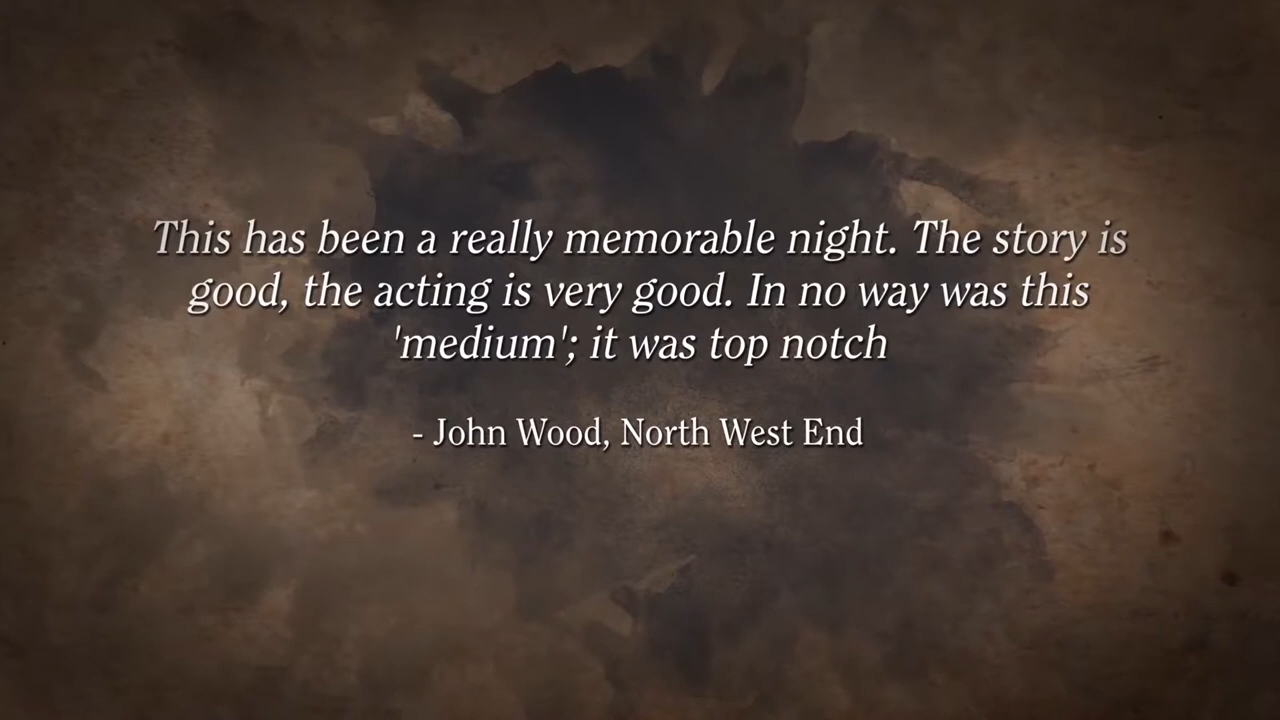 This has been a really memorable night. The story is
good, the acting is very good. In no way was this
'medium'; it was top notch
- John Wood, North West End